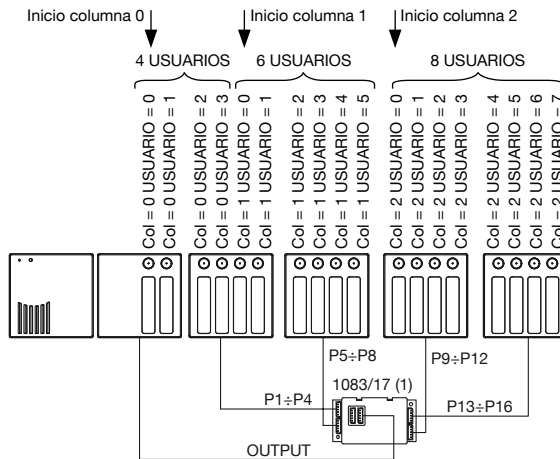 Inicio columna 0
Inicio columna 1
Inicio columna 2
4 USUARIOS
6 USUARIOS
8 USUARIOS
Col = 0 USUARIO = 0
Col = 0 USUARIO = 1
Col = 0 USUARIO = 2
Col = 0 USUARIO = 3
Col = 1 USUARIO = 0
Col = 1 USUARIO = 1
Col = 1 USUARIO = 2
Col = 1 USUARIO = 3
Col = 1 USUARIO = 4
Col = 1 USUARIO = 5
Col = 2 USUARIO = 0
Col = 2 USUARIO = 1
Col = 2 USUARIO = 2
Col = 2 USUARIO = 3
Col = 2 USUARIO = 4
Col = 2 USUARIO = 5
Col = 2 USUARIO = 6
Col = 2 USUARIO = 7
P5÷P8
P9÷P12
1083/17 (1)
P1÷P4
P13÷P16
OUTPUT